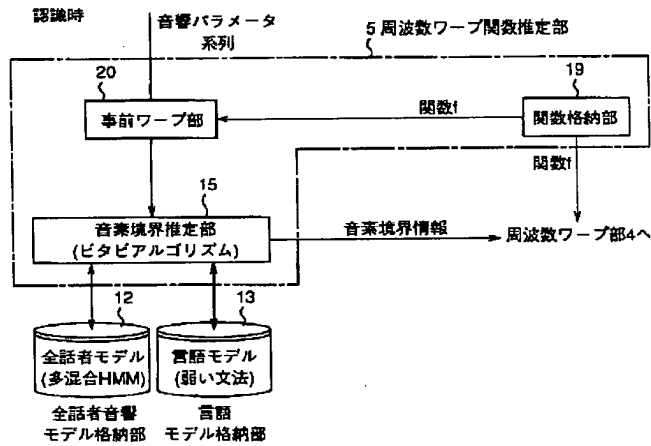 認識時
音響パラメータ
系列
5 周波数ワープ関数推定部
20
事前ワープ部
関数f
19
関数格納部
関数f
15
音素境界推定部
(ビタビアルゴリズム)
音素境界情報
周波数ワープ部4へ
12
全話者モデル
(多混合HMM)
全話者音響
モデル格納部
13
言語モデル
(弱い文法)
言語
モデル格納部